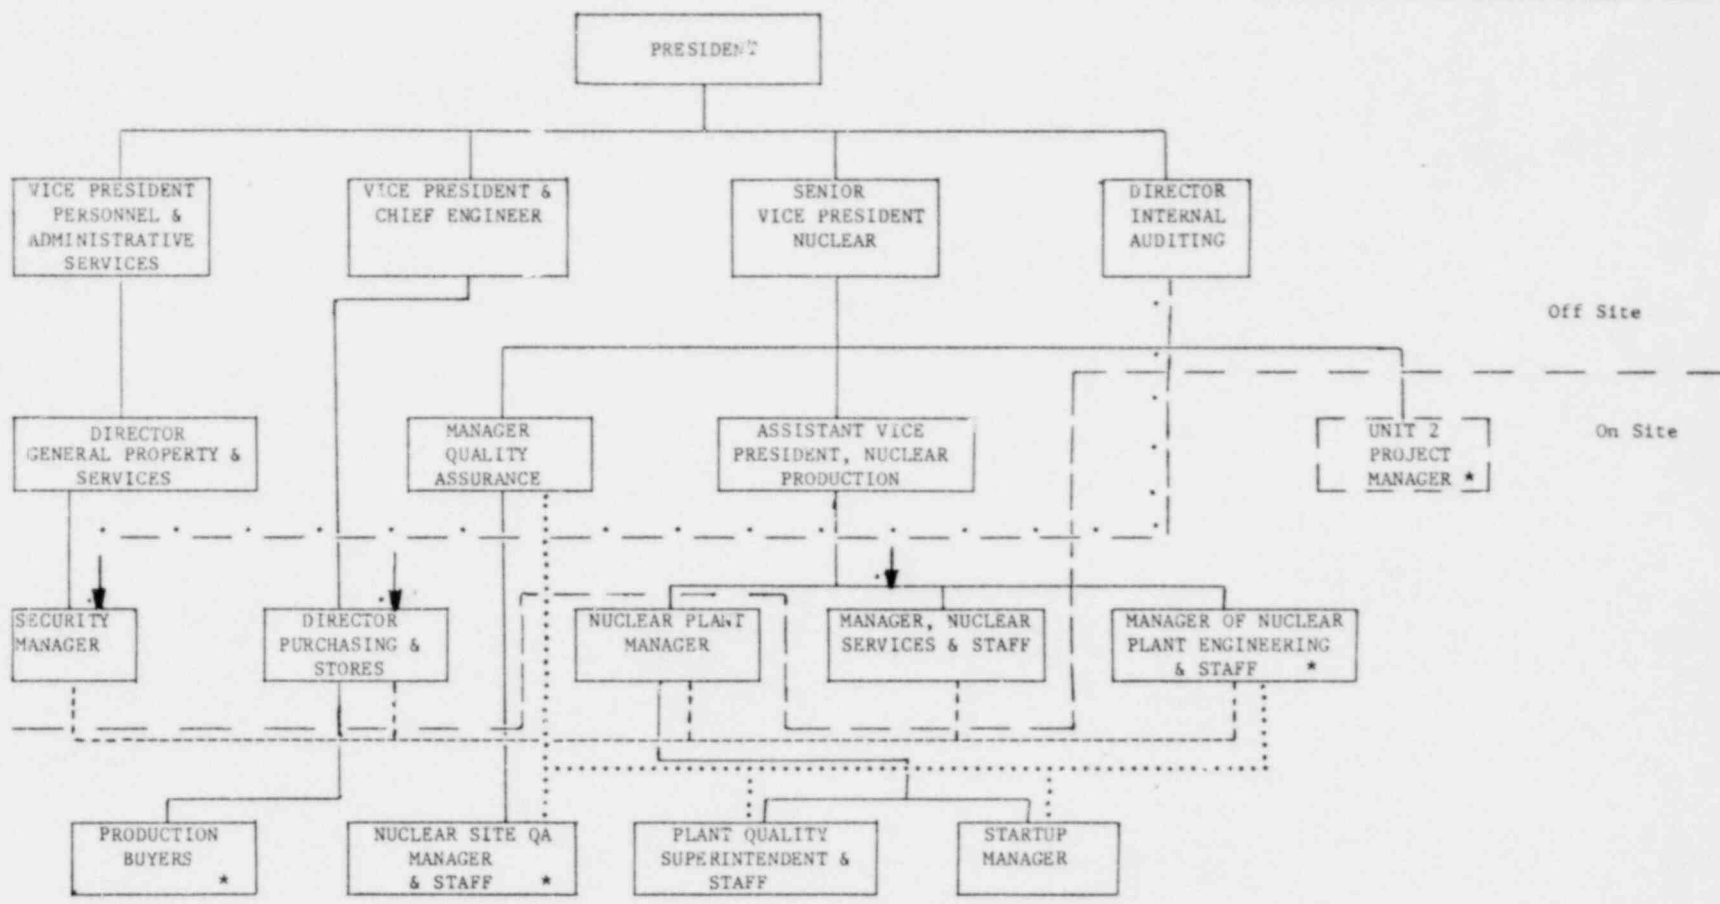 PRESIDENT
VICE PRESIDENT
PERSONNEL &
ADMINISTRATIVE
SERVICES
VICE PRESIDENT &
CHIEF ENGINEER
SENIOR
VICE PRESIDENT
NUCLEAR
DIRECTOR
INTERNAL
AUDITING
Off Site
DIRECTOR
GENERAL PROPERTY &
SERVICES
MANAGER
QUALITY
ASSURANCE
ASSISTANT VICE
PRESIDENT, NUCLEAR
PRODUCTION
UNIT 2
PROJECT
MANAGER *
On Site
SECURITY
MANAGER
DIRECTOR
PURCHASING &
STORES
NUCLEAR PLANT
MANAGER
MANAGER, NUCLEAR
SERVICES & STAFF
MANAGER OF NUCLEAR
PLANT ENGINEERING
& STAFF *
PRODUCTION
BUYERS
*
NUCLEAR SITE QA
MANAGER
& STAFF *
PLANT QUALITY
SUPERINTENDENT &
STAFF
STARTUP
MANAGER